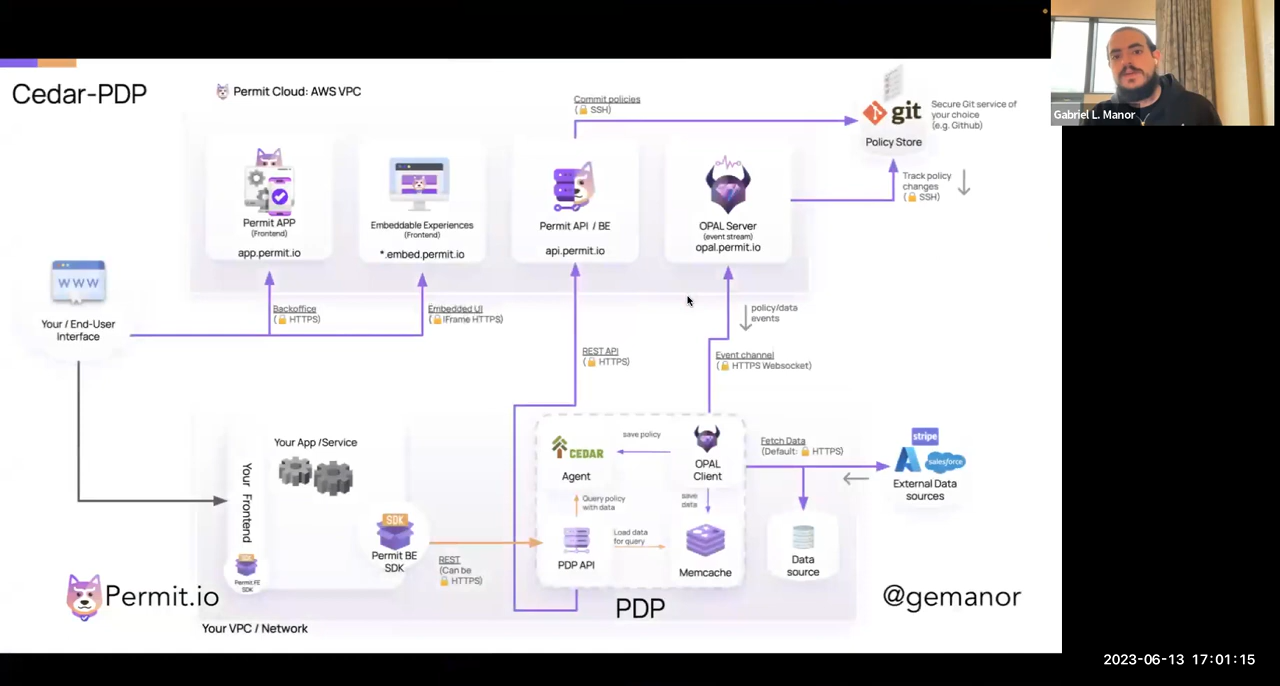 Cedar-PDP
Permit Cloud: AWS VPC
Commit policies
(🔒 SSH)
git
Policy Store
Secure Git service of
your choice
(e.g. Github)
Track policy
changes
(🔒 SSH)
Permit APP
(Frontend)
app.permit.io
Embeddable Experiences
(Frontend)
*.embed.permit.io
Permit API / BE
api.permit.io
OPAL Server
(event stream)
opal.permit.io
WWW
Your / End-User
Interface
Backoffice
(🔒 HTTPS)
Embedded UI
(🔒 IFrame HTTPS)
REST API
(🔒 HTTPS)
policy/data
events
Event channel
(🔒 HTTPS Websocket)
Your App /Service
Your Frontend
SDK
Permit FE
SDK
SDK
Permit BE
SDK
REST
(Can be
🔒 HTTPS)
CEDAR
Agent
save policy
OPAL
Client
Query policy
with data
save
data
PDP API
Load data
for query
Memcache
Fetch Data
(Default: 🔒 HTTPS)
Data
source
stripe
salesforce
External Data
sources
Permit.io
PDP
@gemanor
Your VPC / Network
Gabriel L. Manor
2023-06-13 17:01:15